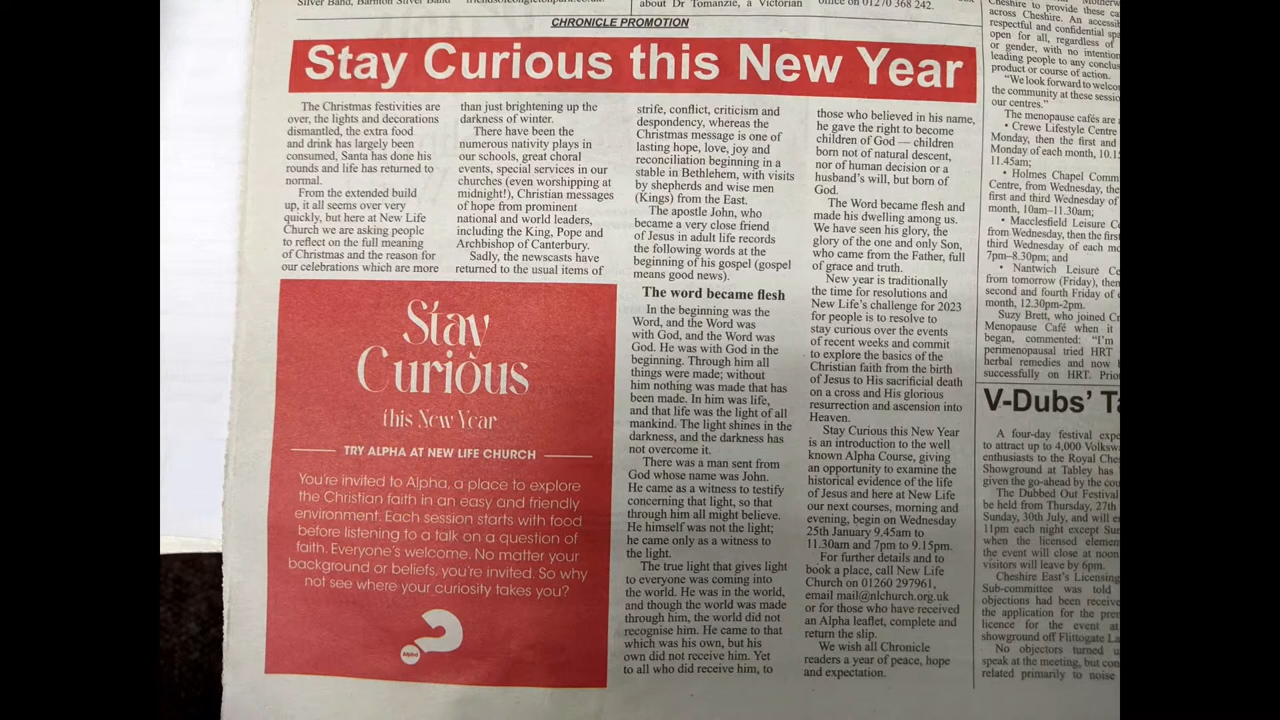 Silver Band, Barnton Silver Band
about Dr Tomanzie, a Victorian
office on 01270 368 242.
CHRONICLE PROMOTION
Stay Curious this New Year
The Christmas festivities are
over, the lights and decorations
dismantled, the extra food
and drink has largely been
consumed, Santa has done his
rounds and life has returned to
normal.
From the extended build
up, it all seems over very
quickly, but here at New Life
Church we are asking people
to reflect on the full meaning
of Christmas and the reason for
our celebrations which are more
than just brightening up the
darkness of winter.
There have been the
numerous nativity plays in
our schools, great choral
events, special services in our
churches (even worshipping at
midnight!), Christian messages
of hope from prominent
national and world leaders,
including the King, Pope and
Archbishop of Canterbury.
Sadly, the newscasts have
returned to the usual items of
strife, conflict, criticism and
despondency, whereas the
Christmas message is one of
lasting hope, love, joy and
reconciliation beginning in a
stable in Bethlehem, with visits
by shepherds and wise men
(Kings) from the East.
The apostle John, who
became a very close friend
of Jesus in adult life records
the following words at the
beginning of his gospel (gospel
means good news).
The word became flesh
In the beginning was the
Word, and the Word was
with God, and the Word was
God. He was with God in the
beginning. Through him all
things were made; without
him nothing was made that has
been made. In him was life,
and that life was the light of all
mankind. The light shines in the
darkness, and the darkness has
not overcome it.
There was a man sent from
God whose name was John.
He came as a witness to testify
concerning that light, so that
through him all might believe.
He himself was not the light;
he came only as a witness to
the light.
The true light that gives light
to everyone was coming into
the world. He was in the world,
and though the world was made
through him, the world did not
recognise him. He came to that
which was his own, but his
own did not receive him. Yet
to all who did receive him, to
those who believed in his name,
he gave the right to become
children of God — children
born not of natural descent,
nor of human decision or a
husband's will, but born of
God.
The Word became flesh and
made his dwelling among us.
We have seen his glory, the
glory of the one and only Son,
who came from the Father, full
of grace and truth.
New year is traditionally
the time for resolutions and
New Life's challenge for 2023
for people is to resolve to
stay curious over the events
of recent weeks and commit
to explore the basics of the
Christian faith from the birth
of Jesus to His sacrificial death
on a cross and His glorious
resurrection and ascension into
Heaven.
Stay Curious this New Year
is an introduction to the well
known Alpha Course, giving
an opportunity to examine the
historical evidence of the life
of Jesus and here at New Life
our next courses, morning and
evening, begin on Wednesday
25th January 9.45am to
11.30am and 7pm to 9.15pm.
For further details and to
book a place, call New Life
Church on 01260 297961,
email mail@nlchurch.org.uk
or for those who have received
an Alpha leaflet, complete and
return the slip.
We wish all Chronicle
readers a year of peace, hope
and expectation.
Stay
Curious
this New Year
TRY ALPHA AT NEW LIFE CHURCH
You're invited to Alpha, a place to explore
the Christian faith in an easy and friendly
environment. Each session starts with food
before listening to a talk on a question of
faith. Everyone's welcome. No matter your
background or beliefs, you're invited. So why
not see where your curiosity takes you?
Alpha
Cheshire to provide these
across Cheshire. An
respectful and confidential
open for all, regardless of
or gender, with no
leading people to any
product or course of action.
"We look forward to
the community at these
our centres."
The menopause cafés are
• Crewe Lifestyle Centre
Monday, then the first and
Monday of each month,
11.45am;
• Holmes Chapel
Centre, from Wednesday, the
first and third Wednesday of
month, 10am–11.30am;
• Macclesfield Leisure
from Wednesday, then the first
third Wednesday of each
7pm–8.30pm; and
• Nantwich Leisure
from tomorrow (Friday), then
second and fourth Friday of
month, 12.30pm-2pm.
Suzy Brett, who joined
Menopause Café when it
began, commented: "I'm
perimenopausal tried HRT
herbal remedies and now
successfully on HRT.
V-Dubs'
A four-day festival
to attract up to 4,000
enthusiasts to the Royal
Showground at Tabley has
given the go-ahead by the
The Dubbed Out Festival
be held from Thursday, 27th
Sunday, 30th July, and will
11pm each night except
when the licensed
the event will close at noon
visitors will leave by 6pm.
Cheshire East's Licensing
Sub-committee was told
objections had been
the application for the
licence for the event at
showground off Flittogate
No objectors turned
speak at the meeting, but
related primarily to noise